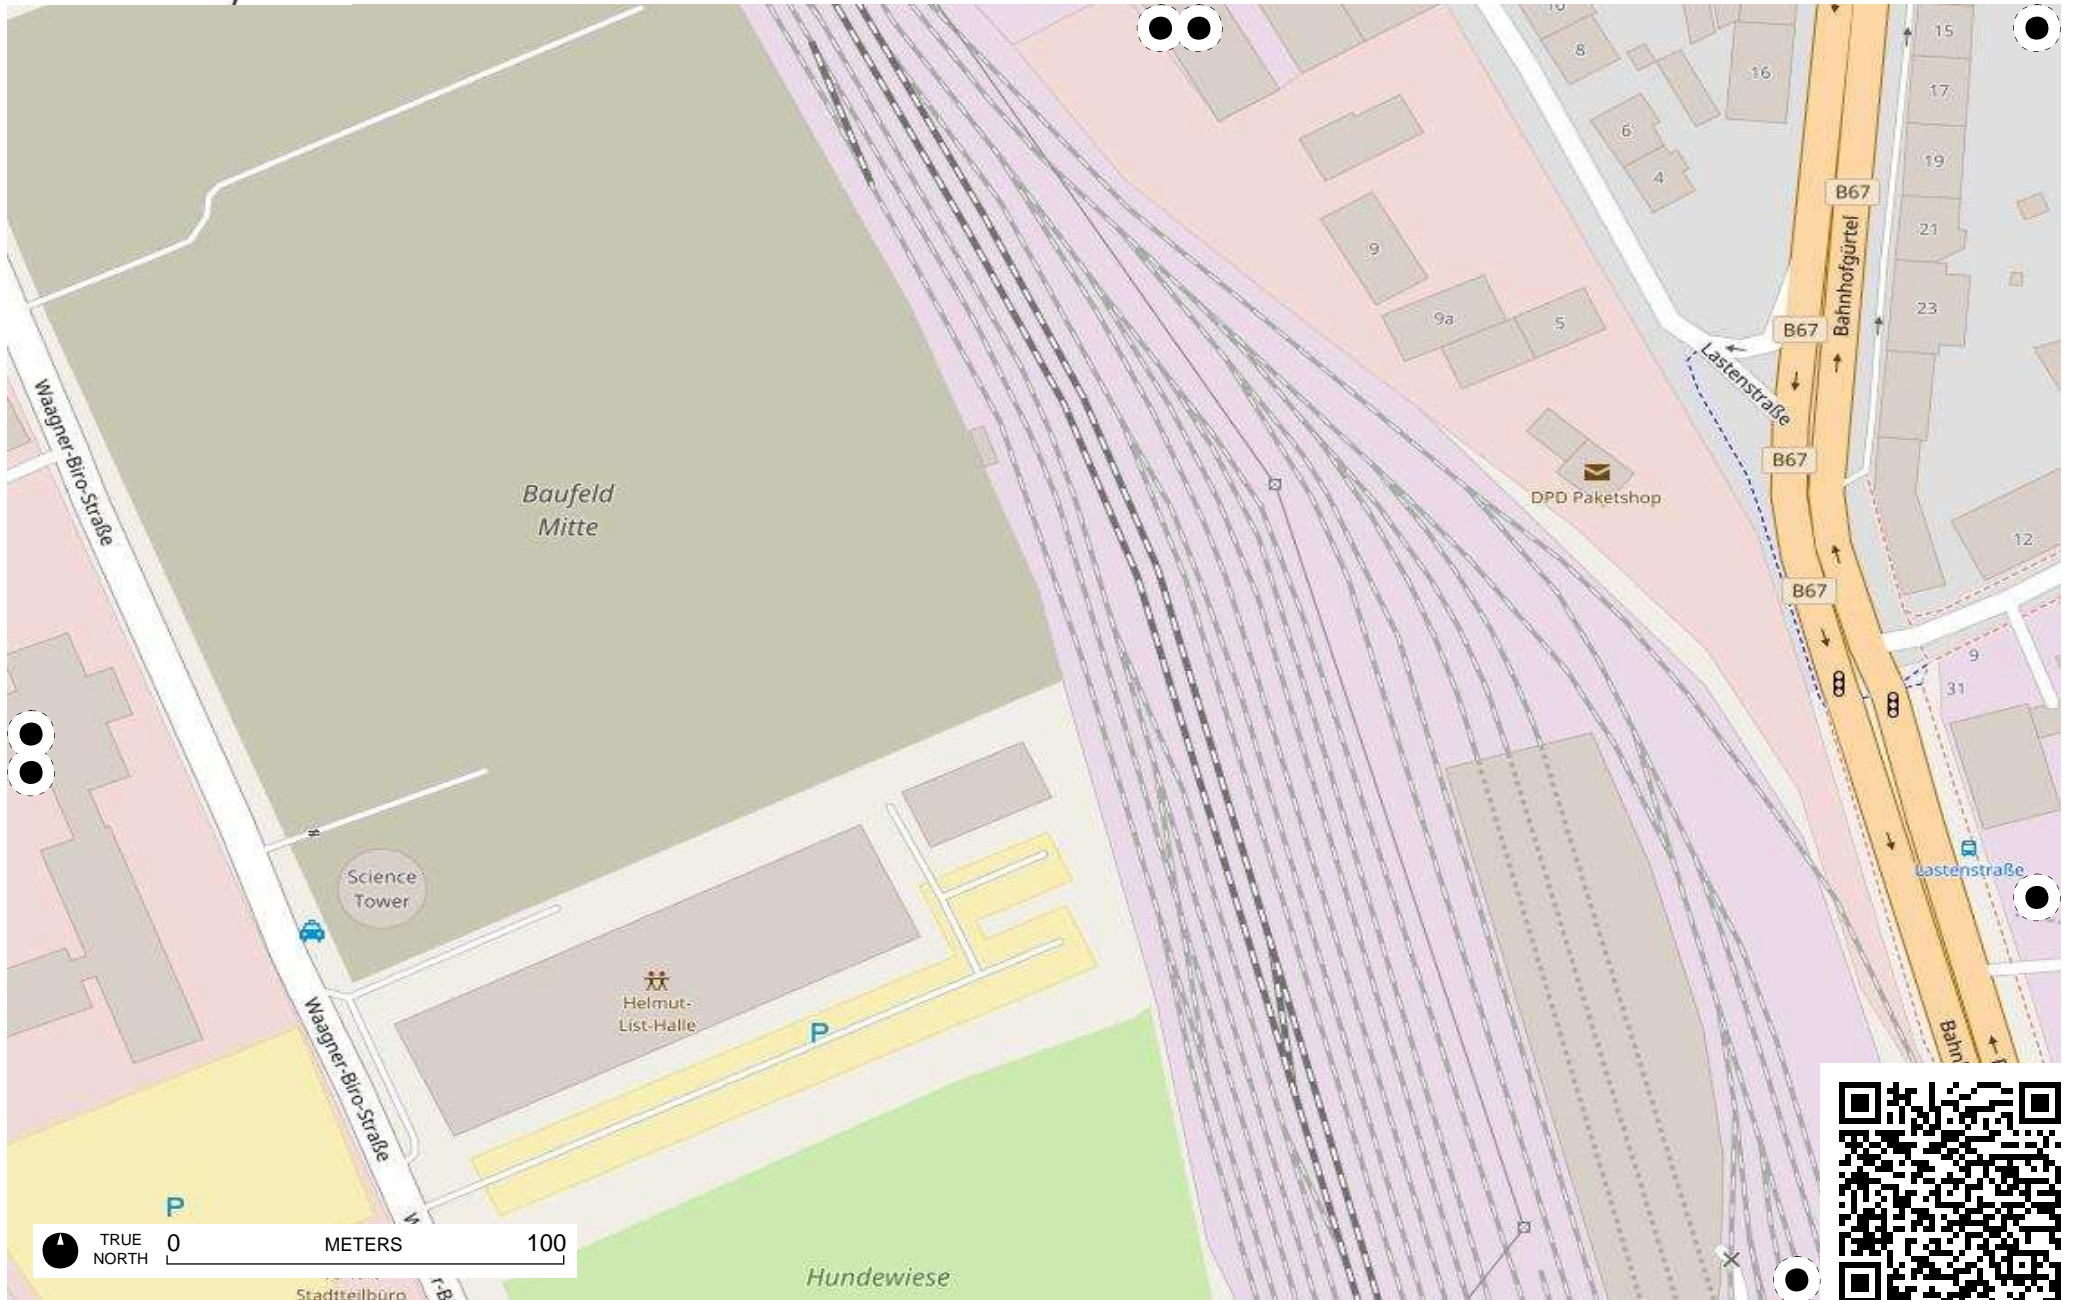 15
8
16
17
6
19
4
B67
21
Bahnhofgürtel
9
23
9a
5
B67
Lastenstraße
Waagner-Biro-Straße
B67
DPD Paketshop
Baufeld
Mitte
12
B67
9
31
Science
Tower
Lastenstraße
Helmut-
List-Halle
P
Waagner-Biro-Straße
Bahn
P
TRUE
NORTH
0
METERS
100
Hundewiese
Stadtteilbüro